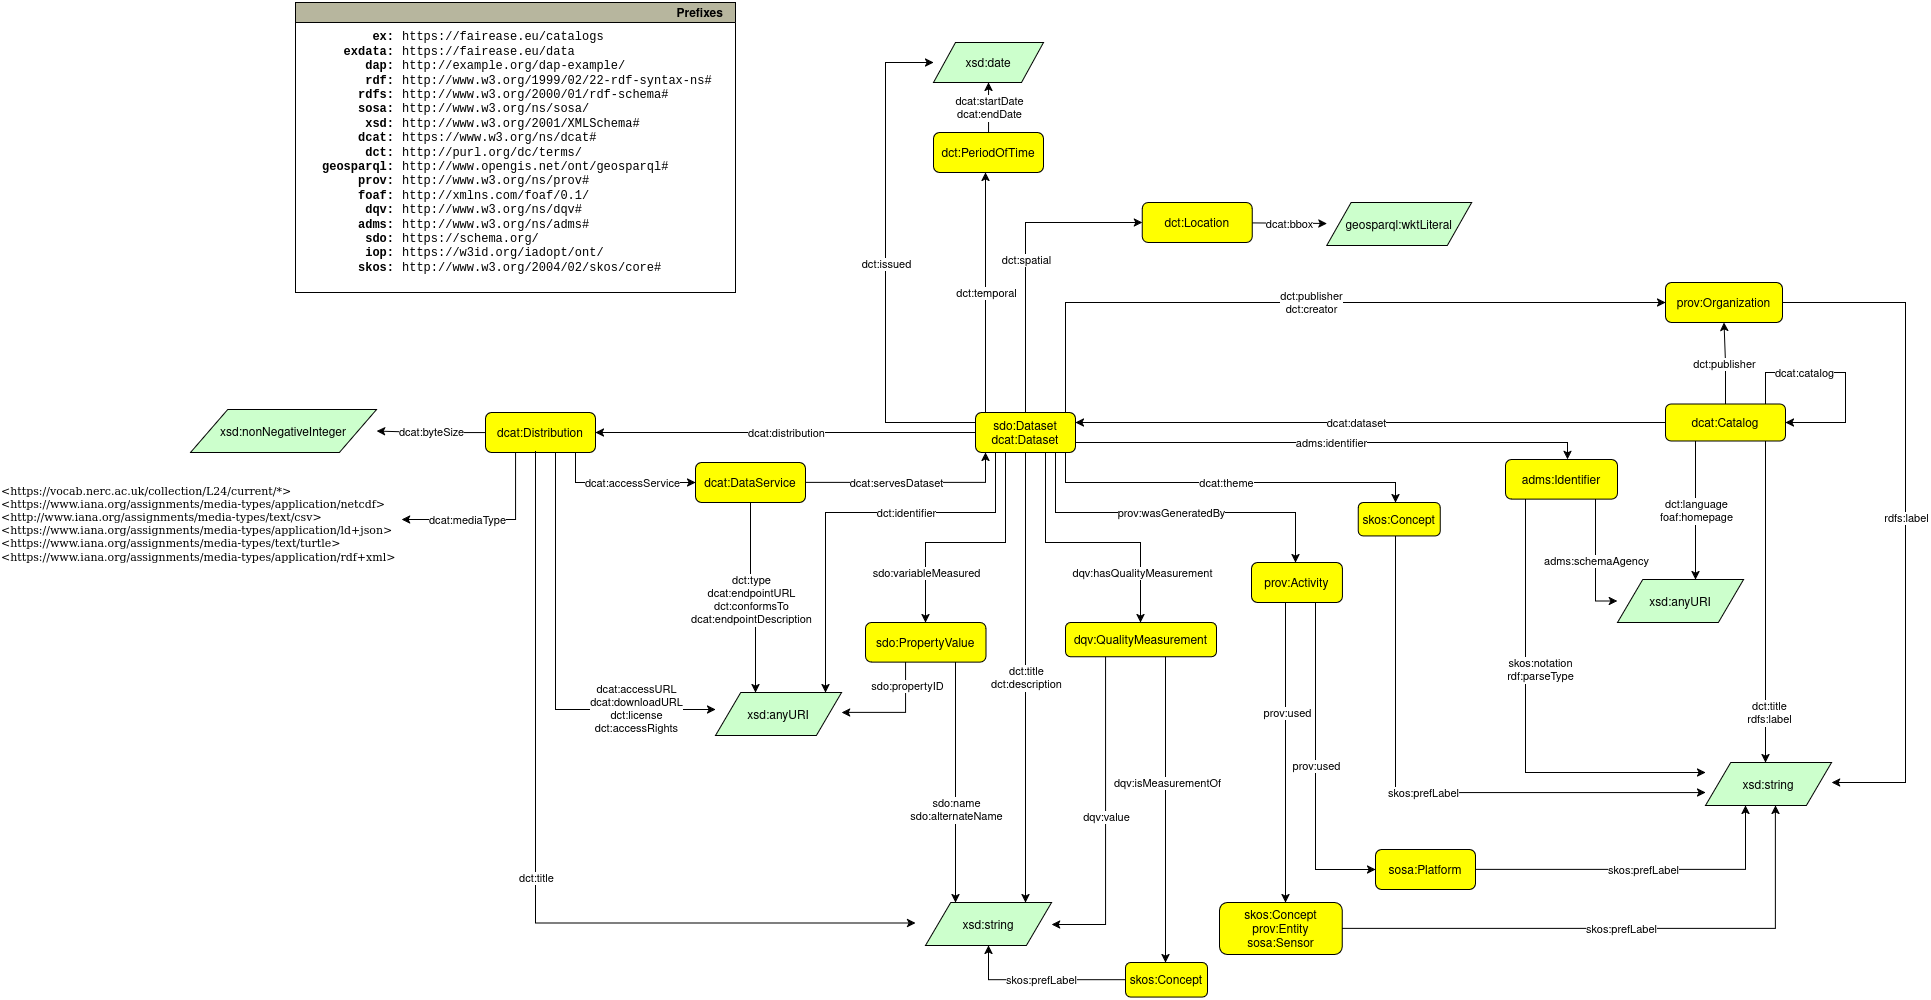 Prefixes
ex: https://fairease.eu/catalogs
exdata: https://fairease.eu/data
dap: http://example.org/dap-example/
rdf: http://www.w3.org/1999/02/22-rdf-syntax-ns#
rdfs: http://www.w3.org/2000/01/rdf-schema#
sosa: http://www.w3.org/ns/sosa/
xsd: http://www.w3.org/2001/XMLSchema#
dcat: https://www.w3.org/ns/dcat#
dct: http://purl.org/dc/terms/
geosparql: http://www.opengis.net/ont/geosparql#
prov: http://www.w3.org/ns/prov#
foaf: http://xmlns.com/foaf/0.1/
dqv: http://www.w3.org/ns/dqv#
adms: http://www.w3.org/ns/adms#
sdo: https://schema.org/
iop: https://w3id.org/iadopt/ont/
skos: http://www.w3.org/2004/02/skos/core#
xsd:date
dcat:startDate
dcat:endDate
dct:PeriodOfTime
dct:Location
dcat:bbox
geosparql:wktLiteral
dct:issued
dct:spatial
dct:temporal
dct:publisher
dct:creator
prov:Organization
dct:publisher
dcat:catalog
xsd:nonNegativeInteger
dcat:byteSize
dcat:Distribution
dcat:distribution
sdo:Dataset
dcat:Dataset
dcat:dataset
dcat:Catalog
adms:identifier
dcat:accessService
dcat:DataService
dcat:servesDataset
dcat:theme
adms:Identifier
<https://vocab.nerc.ac.uk/collection/L24/current/*>
<https://www.iana.org/assignments/media-types/application/netcdf>
<http://www.iana.org/assignments/media-types/text/csv>
<https://www.iana.org/assignments/media-types/application/ld+json>
<https://www.iana.org/assignments/media-types/text/turtle>
<https://www.iana.org/assignments/media-types/application/rdf+xml>
dcat:mediaType
dct:identifier
prov:wasGeneratedBy
skos:Concept
dct:language
foaf:homepage
rdfs:label
dct:type
dcat:endpointURL
dct:conformsTo
dcat:endpointDescription
sdo:variableMeasured
dqv:hasQualityMeasurement
prov:Activity
adms:schemaAgency
xsd:anyURI
sdo:PropertyValue
dqv:QualityMeasurement
dct:title
dct:description
skos:notation
rdf:parseType
dcat:accessURL
dcat:downloadURL
dct:license
dct:accessRights
xsd:anyURI
sdo:propertyID
prov:used
dct:title
rdfs:label
prov:used
dqv:isMeasurementOf
skos:prefLabel
xsd:string
sdo:name
sdo:alternateName
dqv:value
dct:title
sosa:Platform
skos:prefLabel
xsd:string
skos:Concept
prov:Entity
sosa:Sensor
skos:prefLabel
skos:prefLabel
skos:Concept